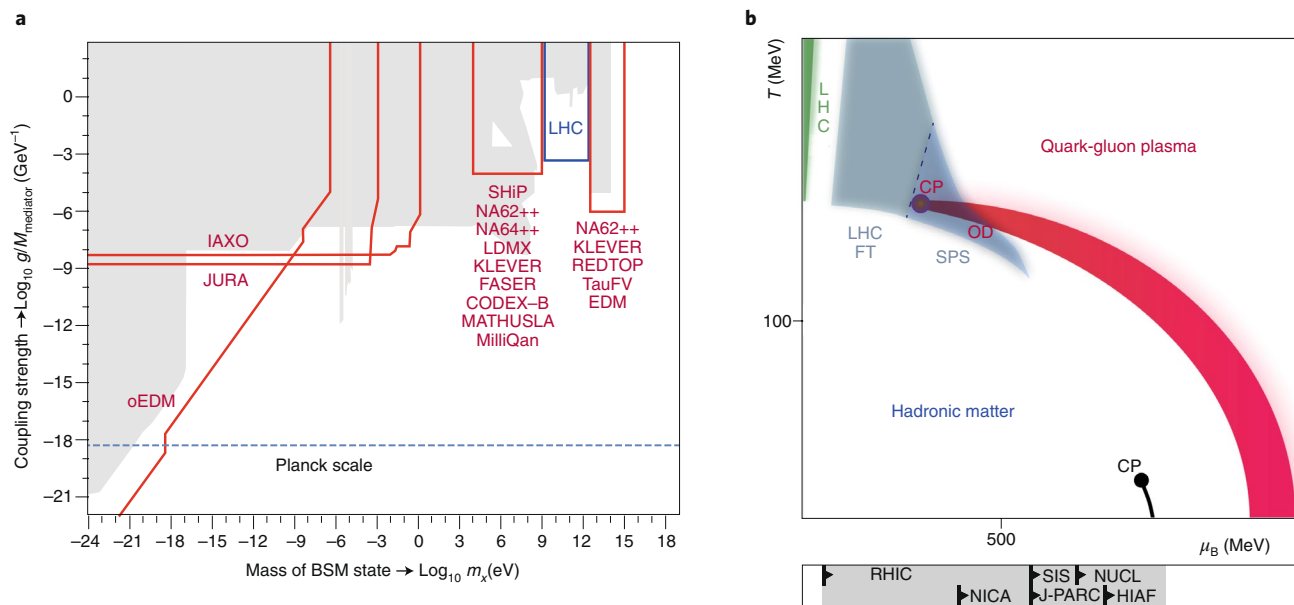 a
Coupling strength → Log10 g/Mmediator (GeV−1)
0
−3
−6
−9
−12
−15
−18
−21
IAXO
JURA
oEDM
Planck scale
LHC
SHiP
NA62++
NA64++
LDMX
KLEVER
FASER
CODEX–B
MATHUSLA
MilliQan
NA62++
KLEVER
REDTOP
TauFV
EDM
−24 −21 −18 −15 −12 −9 −6 −3 0 3 6 9 12 15 18
Mass of BSM state → Log10 mx(eV)
b
T (MeV)
100
L
H
C
LHC
FT
SPS
CP
OD
Quark-gluon plasma
Hadronic matter
CP
500
μB (MeV)
RHIC
SIS
NUCL
NICA
J-PARC
HIAF